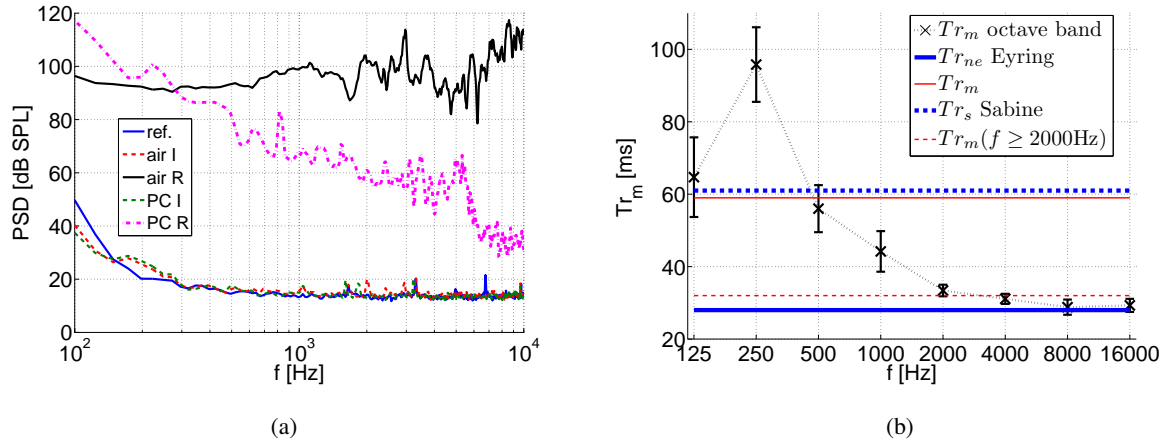 120
100
80
60
40
20
0
PSD [dB SPL]
ref.
air I
air R
PC I
PC R
10^2
10^3
10^4
f [Hz]
(a)
100
80
60
40
20
Tr_m [ms]
Tr_m octave band
Tr_ne Eyring
Tr_m
Tr_s Sabine
Tr_m(f ≥ 2000Hz)
125 250 500 1000 2000 4000 8000 16000
f [Hz]
(b)